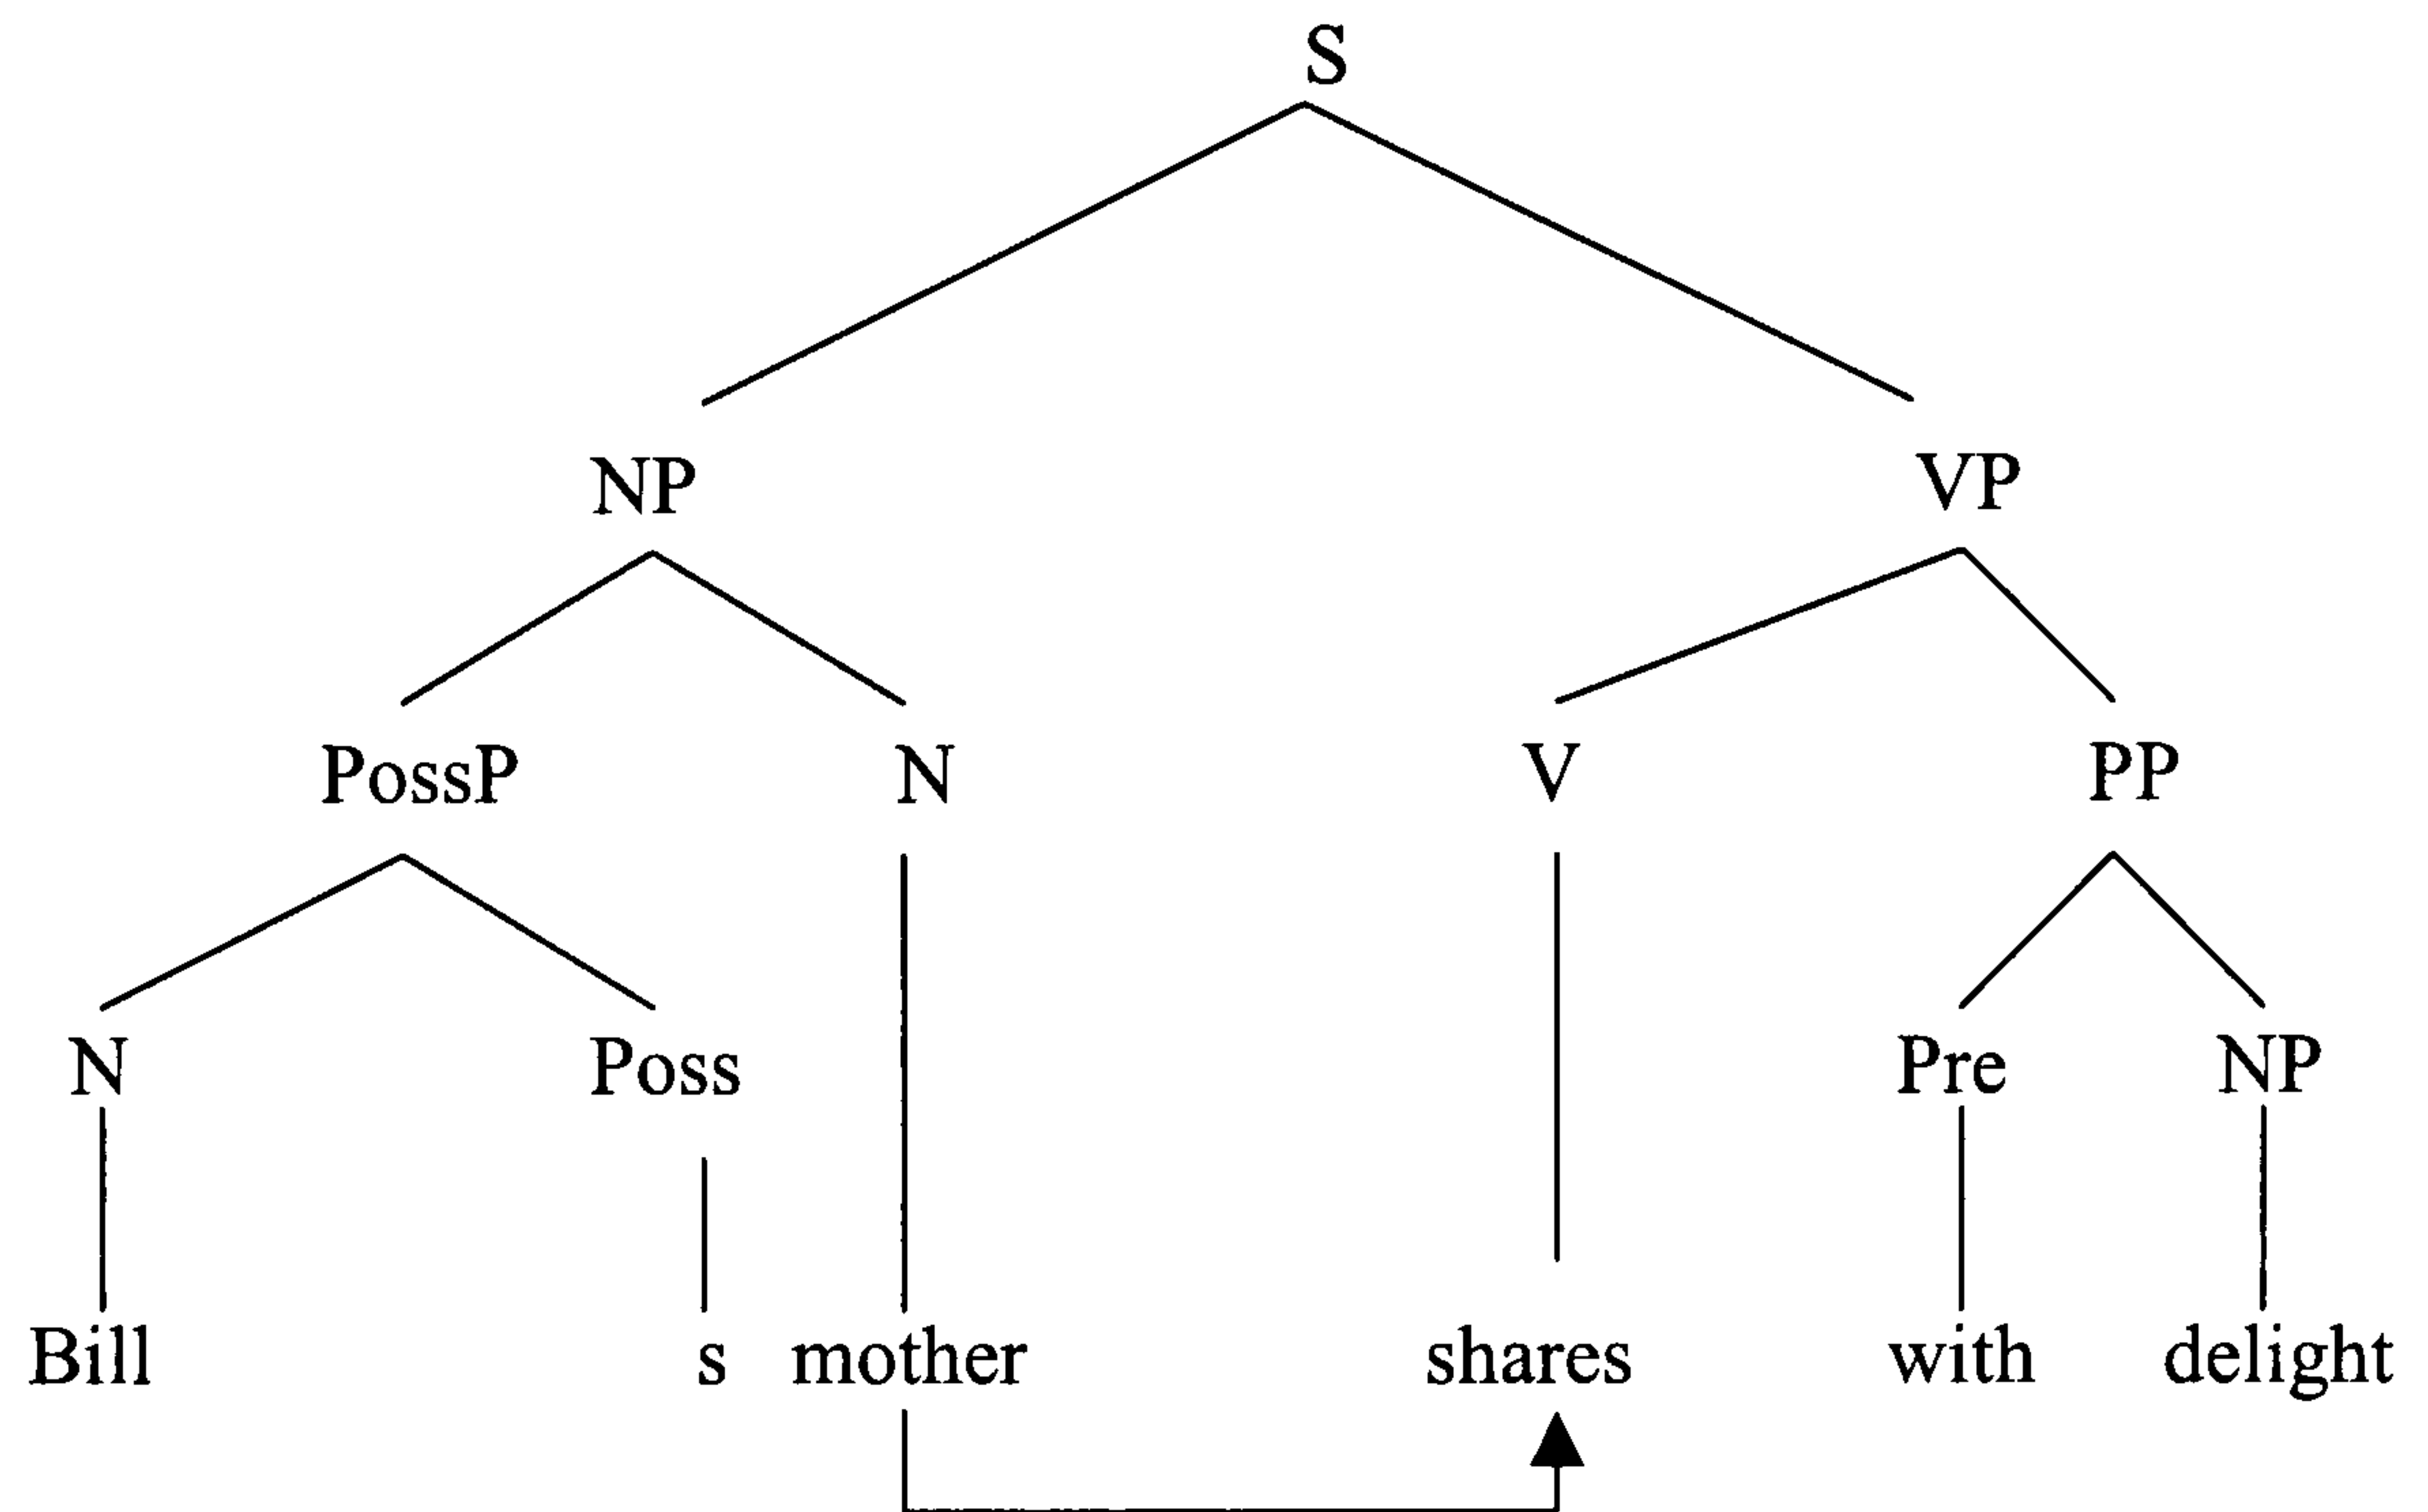 S
NP VP
PossP N V PP
N Poss Pre NP
Bill s mother shares with delight